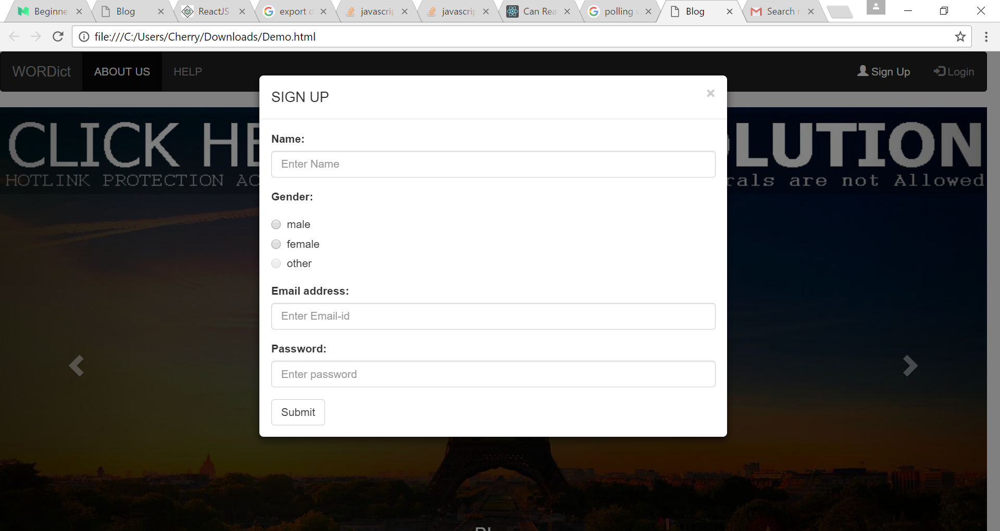 Beginne
Blog
ReactJS
export d
javascrip
javascrip
Can Rea
polling v
Blog
Search r
file:///C:/Users/Cherry/Downloads/Demo.html
WORDict ABOUT US HELP Sign Up Login
SIGN UP ×
CLICK HE LUTION
HOTLINK PROTECTION AC rals are not Allowed
Name:
Enter Name
Gender:
male
female
other
Email address:
Enter Email-id
Password:
Enter password
Submit